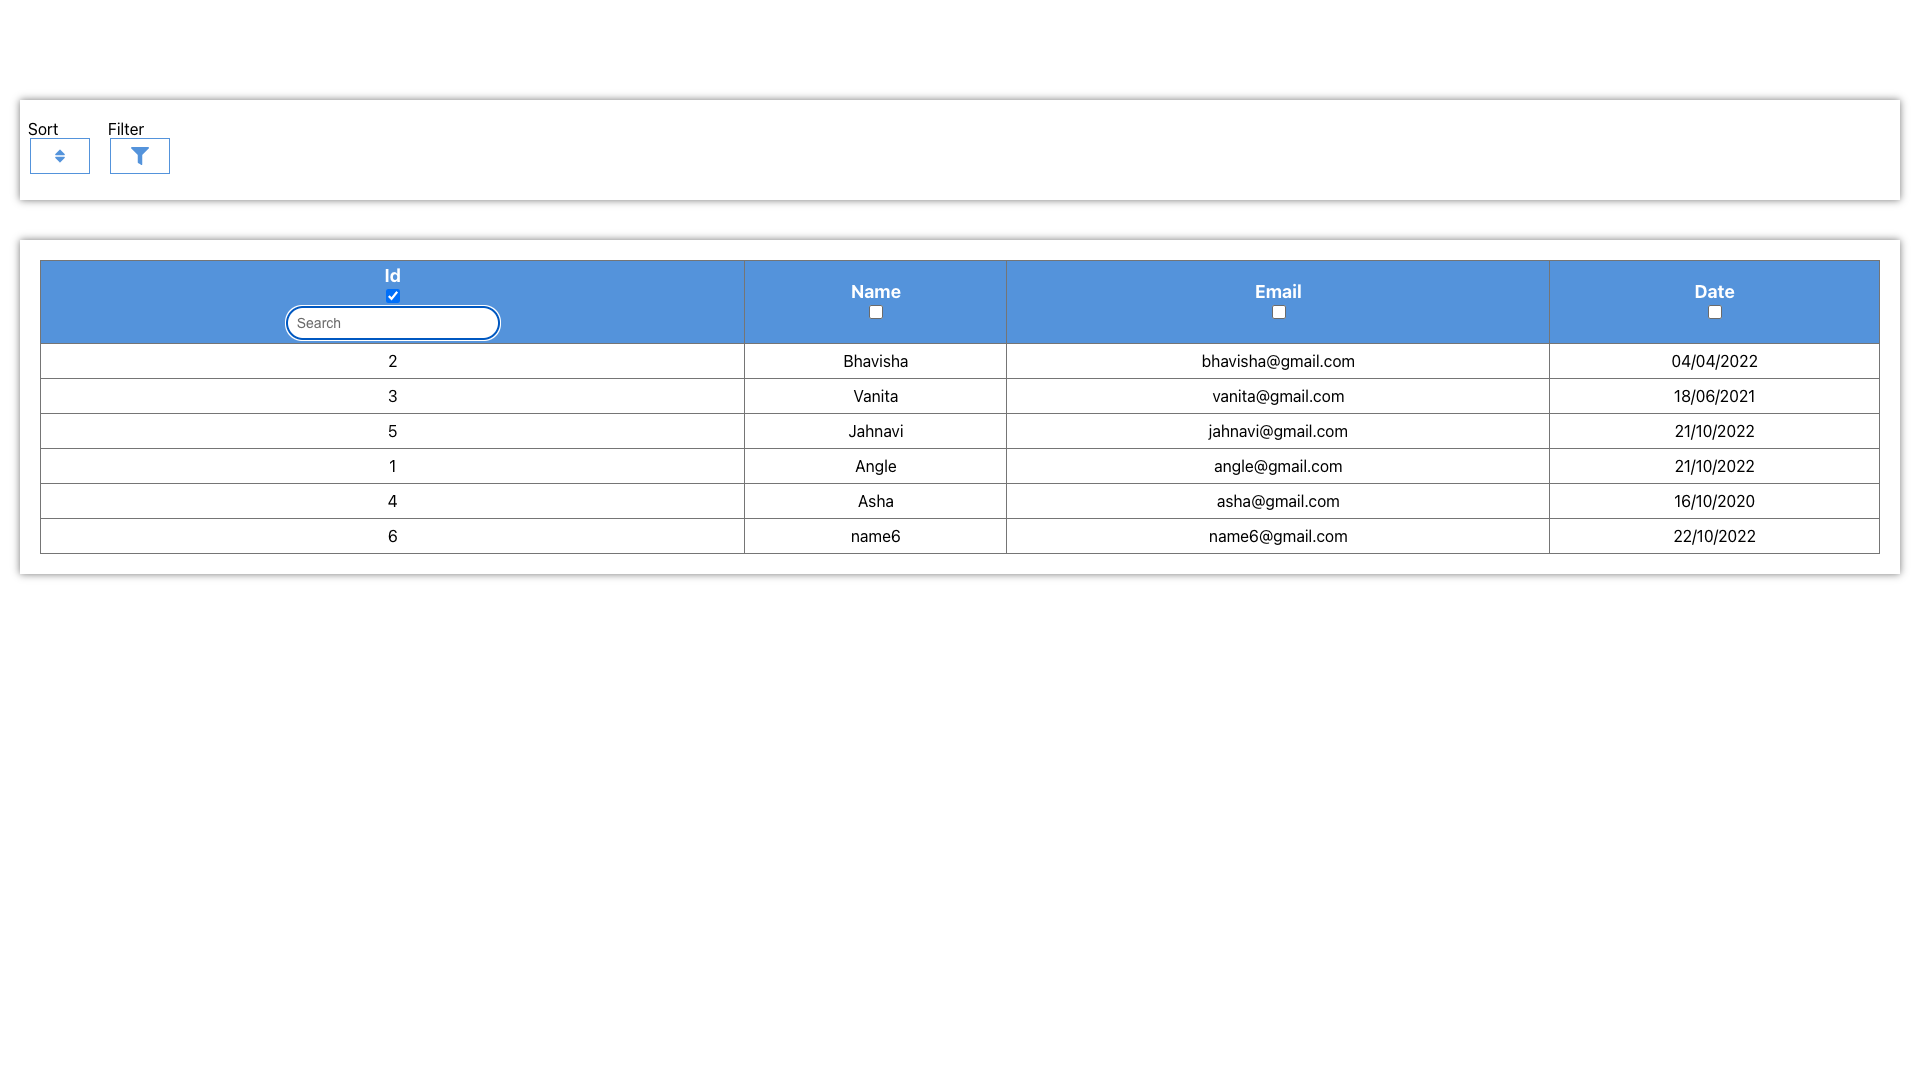 Sort Filter
Id Name Email Date
Search
2 Bhavisha bhavisha@gmail.com 04/04/2022
3 Vanita vanita@gmail.com 18/06/2021
5 Jahnavi jahnavi@gmail.com 21/10/2022
1 Angle angle@gmail.com 21/10/2022
4 Asha asha@gmail.com 16/10/2020
6 name6 name6@gmail.com 22/10/2022